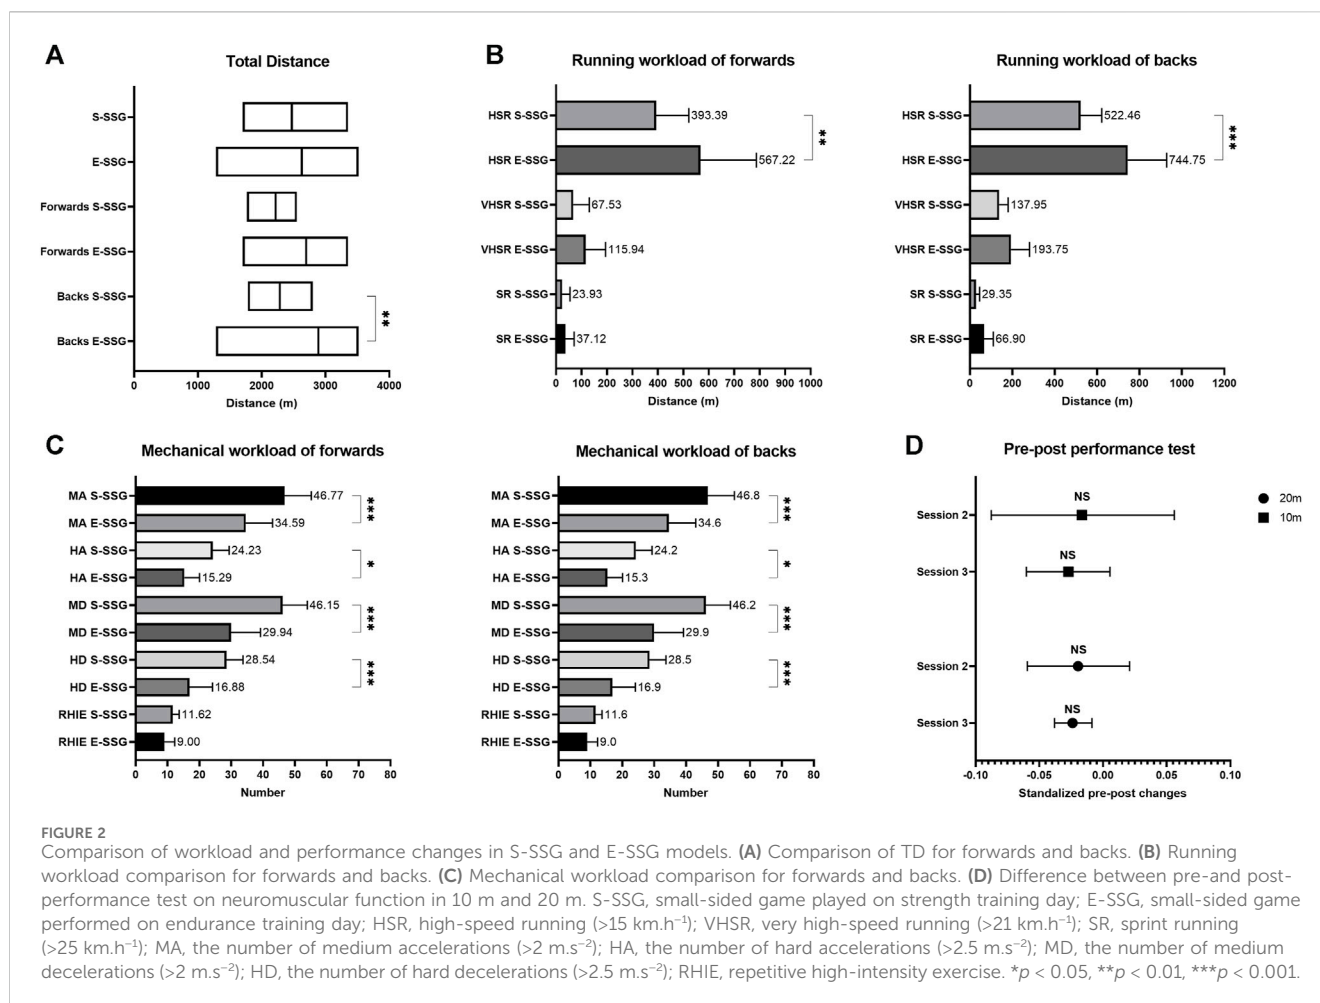 A
Total Distance
S-SSG
E-SSG
Forwards S-SSG
Forwards E-SSG
Backs S-SSG
Backs E-SSG
**
0 1000 2000 3000 4000
Distance (m)
B
Running workload of forwards
HSR S-SSG 393.39
HSR E-SSG 567.22
**
VHSR S-SSG 67.53
VHSR E-SSG 115.94
SR S-SSG 23.93
SR E-SSG 37.12
0 100 200 300 400 500 600 700 800 900 1000
Distance (m)
Running workload of backs
HSR S-SSG 522.46
HSR E-SSG 744.75
***
VHSR S-SSG 137.95
VHSR E-SSG 193.75
SR S-SSG 29.35
SR E-SSG 66.90
0 200 400 600 800 1000 1200
Distance (m)
C
Mechanical workload of forwards
MA S-SSG 46.77
MA E-SSG 34.59
***
HA S-SSG 24.23
HA E-SSG 15.29
*
MD S-SSG 46.15
MD E-SSG 29.94
***
HD S-SSG 28.54
HD E-SSG 16.88
***
RHIE S-SSG 11.62
RHIE E-SSG 9.00
0 10 20 30 40 50 60 70 80
Number
Mechanical workload of backs
MA S-SSG 46.8
MA E-SSG 34.6
***
HA S-SSG 24.2
HA E-SSG 15.3
*
MD S-SSG 46.2
MD E-SSG 29.9
***
HD S-SSG 28.5
HD E-SSG 16.9
***
RHIE S-SSG 11.6
RHIE E-SSG 9.0
0 10 20 30 40 50 60 70 80
Number
D
Pre-post performance test
20m
10m
NS
Session 2
NS
Session 3
NS
Session 2
NS
Session 3
-0.10 -0.05 0.00 0.05 0.10
Standalized pre-post changes
FIGURE 2
Comparison of workload and performance changes in S-SSG and E-SSG models. (A) Comparison of TD for forwards and backs. (B) Running
workload comparison for forwards and backs. (C) Mechanical workload comparison for forwards and backs. (D) Difference between pre-and post-
performance test on neuromuscular function in 10 m and 20 m. S-SSG, small-sided game played on strength training day; E-SSG, small-sided game
performed on endurance training day; HSR, high-speed running (>15 km.h⁻¹); VHSR, very high-speed running (>21 km.h⁻¹); SR, sprint running
(>25 km.h⁻¹); MA, the number of medium accelerations (>2 m.s⁻²); HA, the number of hard accelerations (>2.5 m.s⁻²); MD, the number of medium
decelerations (>2 m.s⁻²); HD, the number of hard decelerations (>2.5 m.s⁻²); RHIE, repetitive high-intensity exercise. *p < 0.05, **p < 0.01, ***p < 0.001.